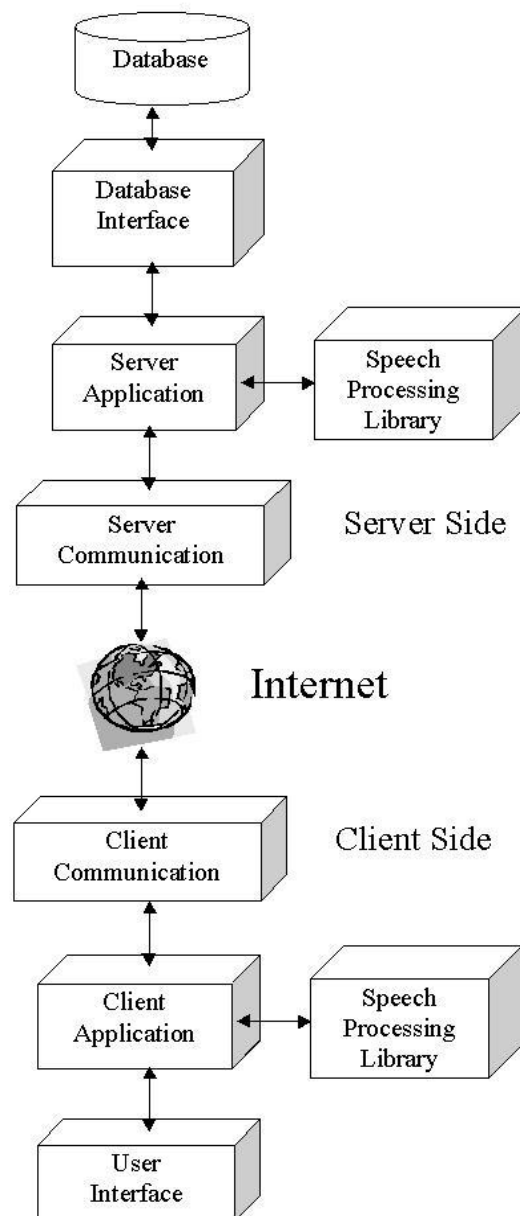 Database
Database
Interface
Server
Application
Speech
Processing
Library
Server
Communication
Server Side
Internet
Client
Communication
Client Side
Client
Application
Speech
Processing
Library
User
Interface